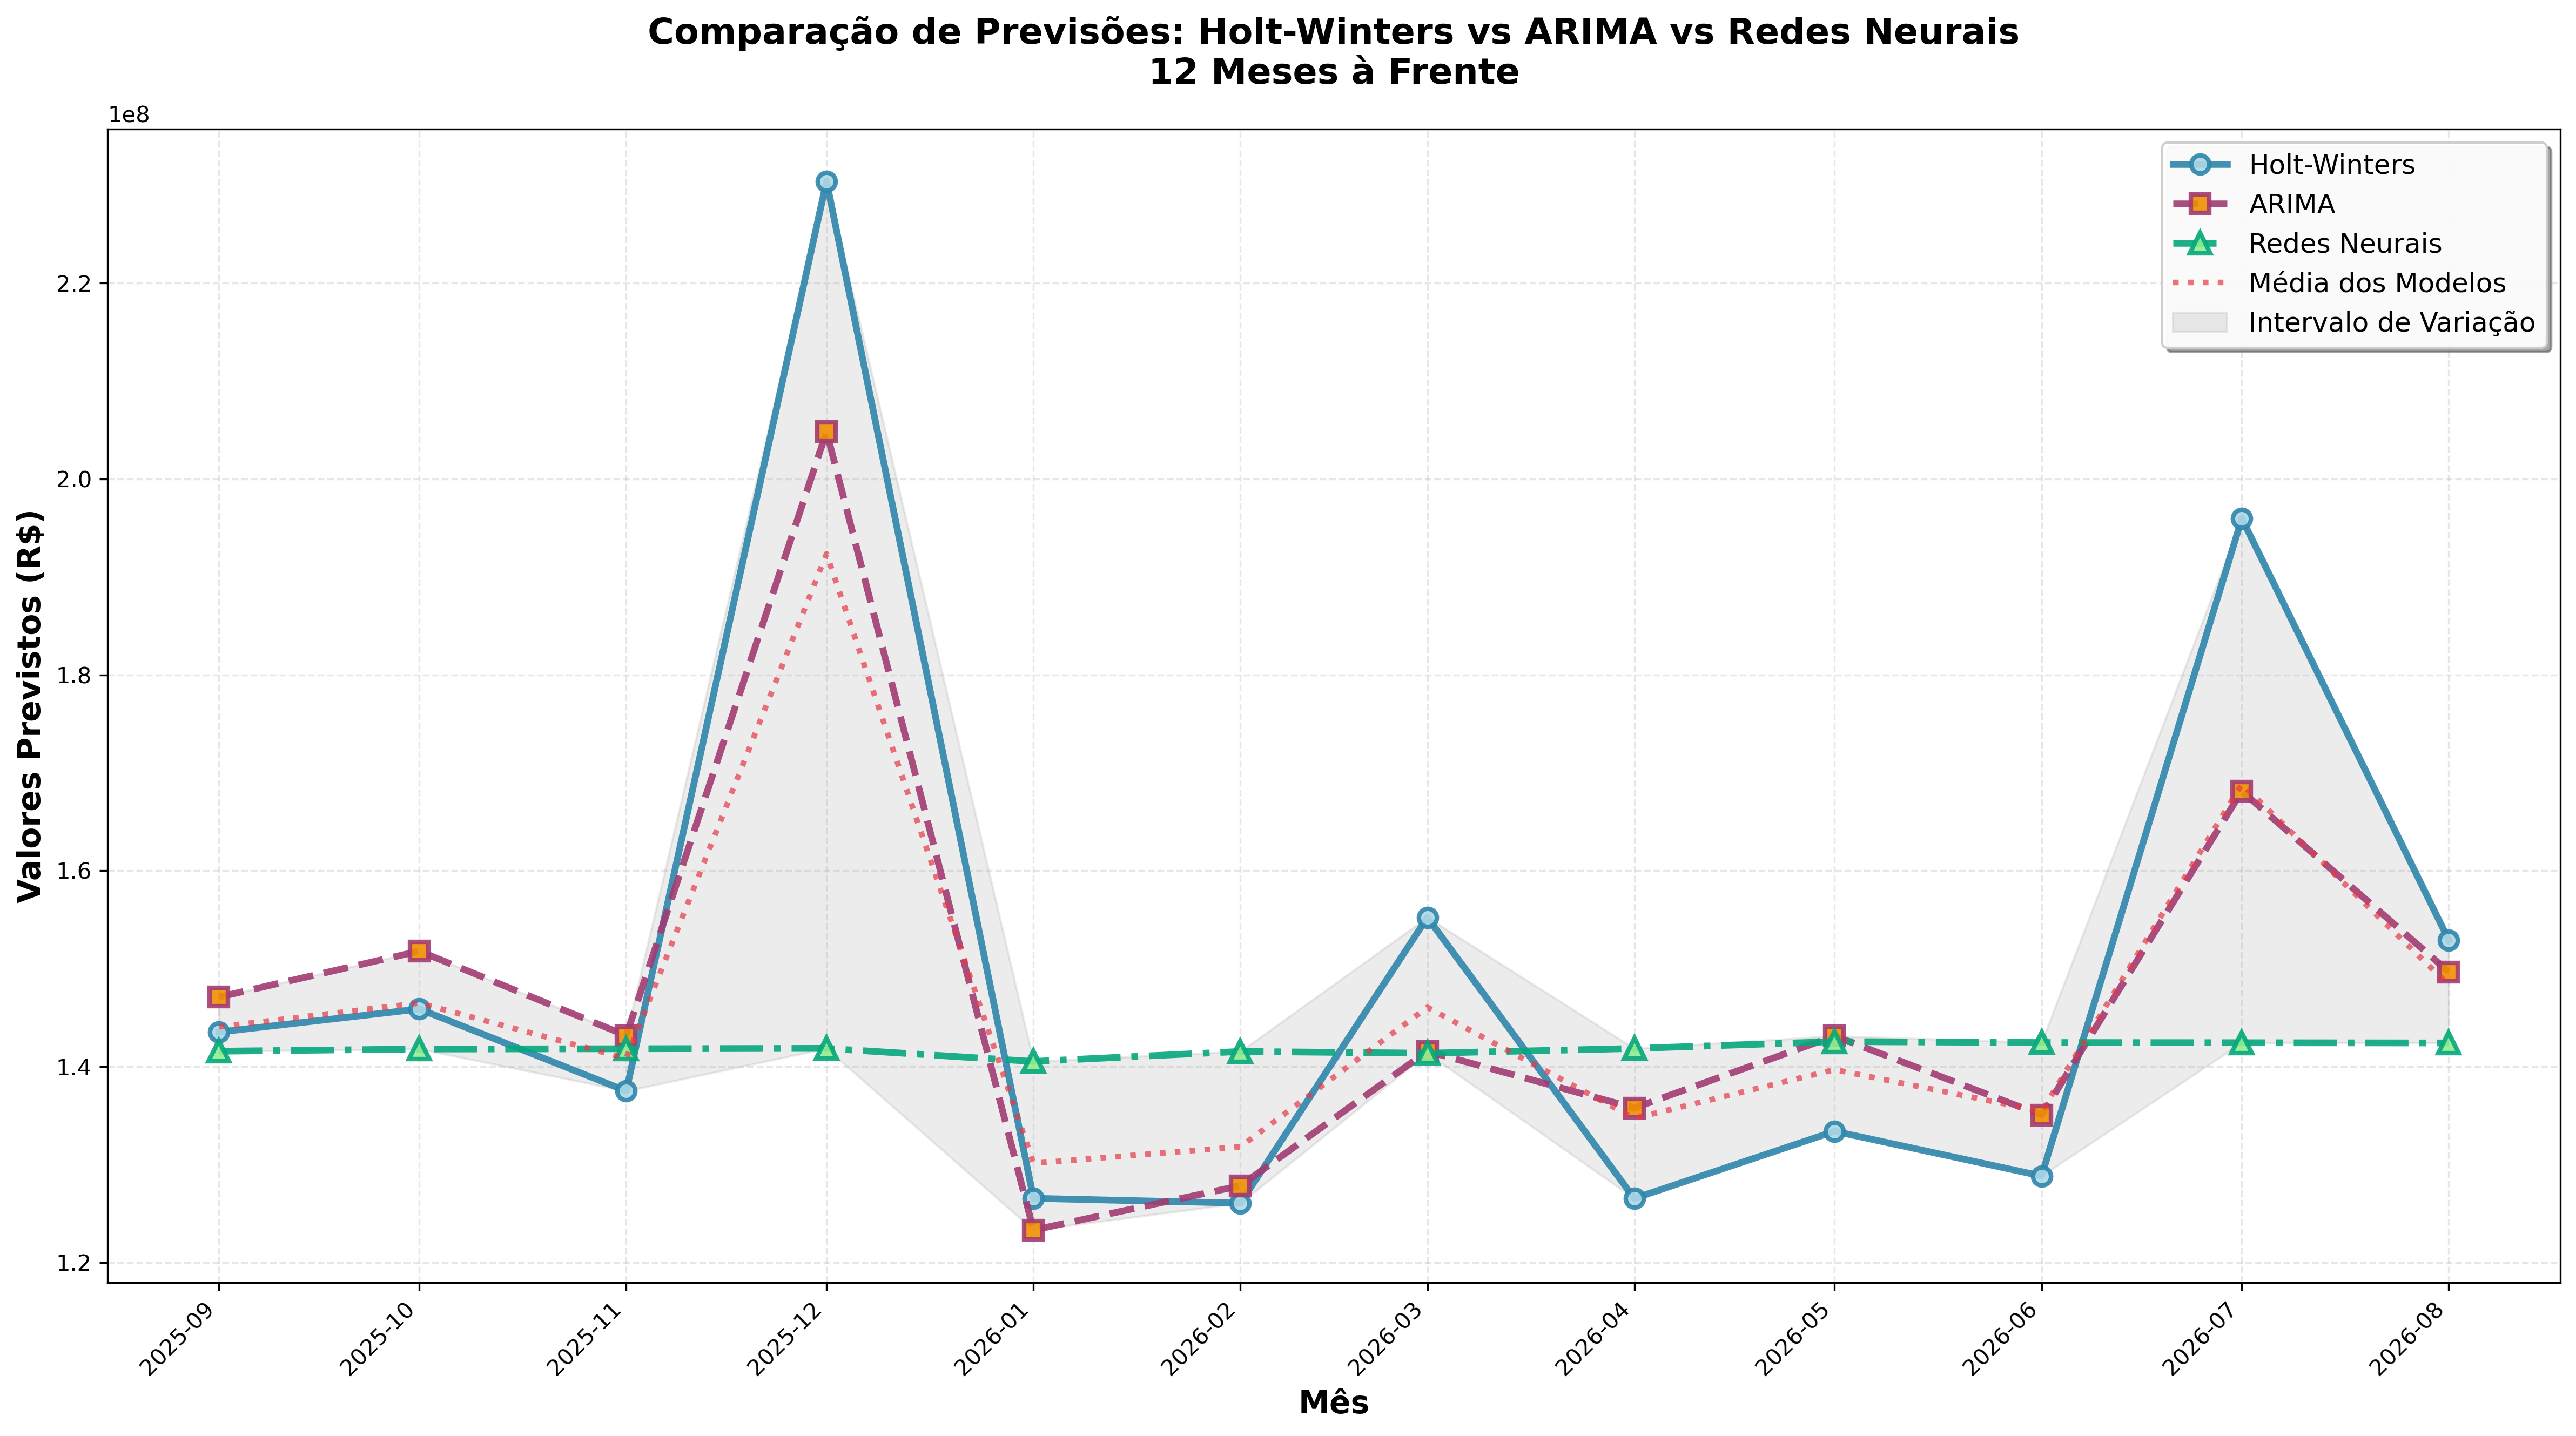 Comparação de Previsões: Holt-Winters vs ARIMA vs Redes Neurais
12 Meses à Frente
1e8
Holt-Winters
ARIMA
Redes Neurais
Média dos Modelos
Intervalo de Variação
Valores Previstos (R$)
2.2
2.0
1.8
1.6
1.4
1.2
2025-09
2025-10
2025-11
2025-12
2026-01
2026-02
2026-03
2026-04
2026-05
2026-06
2026-07
2026-08
Mês